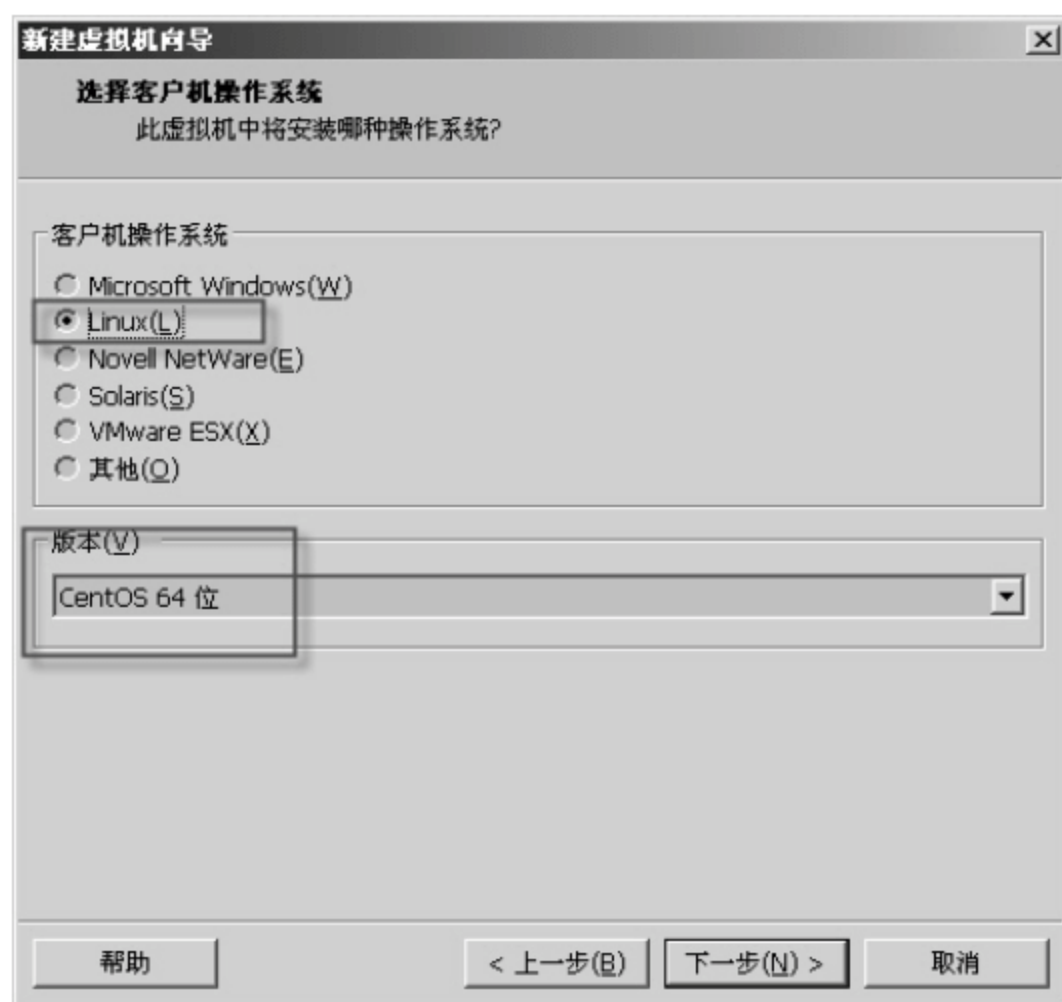 新建虚拟机向导
选择客户机操作系统
此虚拟机中将安装哪种操作系统?
客户机操作系统
Microsoft Windows(W)
Linux(L)
Novell NetWare(E)
Solaris(S)
VMware ESX(X)
其他(O)
版本(V)
CentOS 64 位
帮助
< 上一步(B)
下一步(N) >
取消